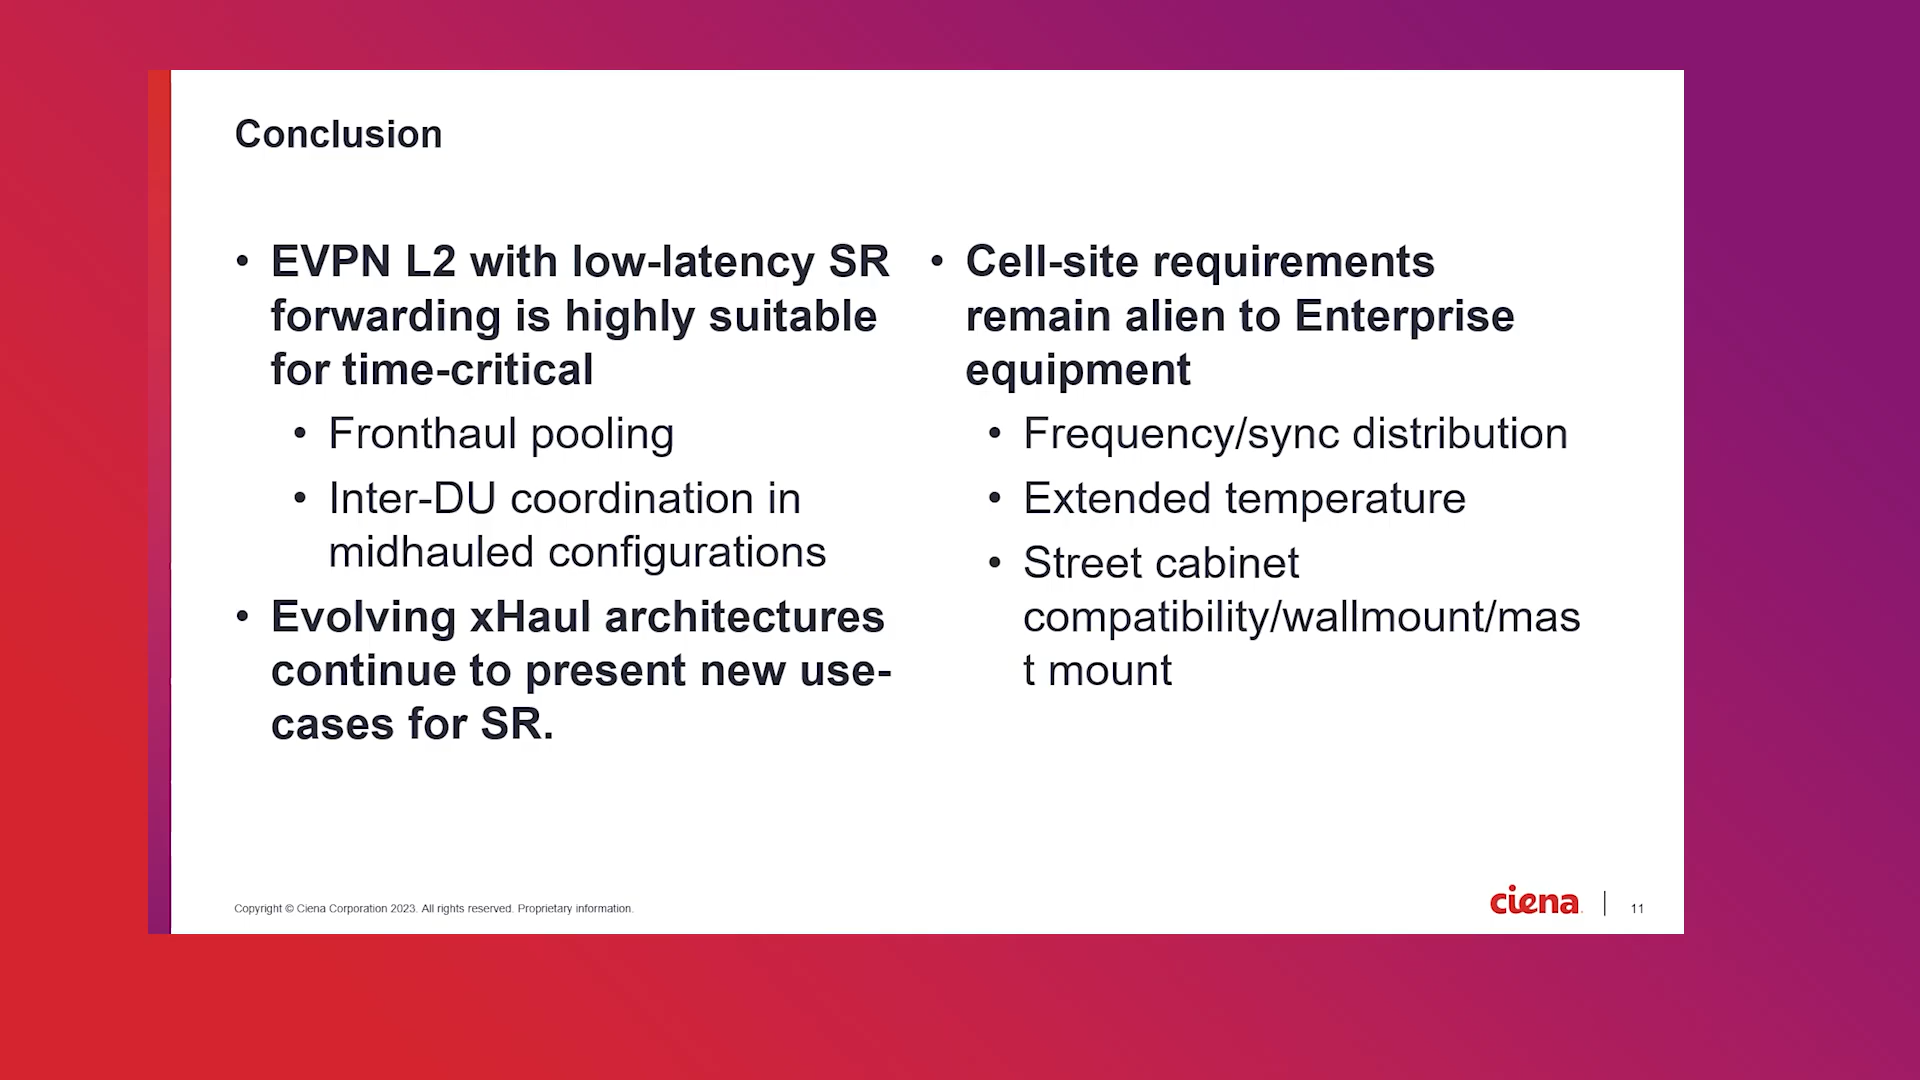 Conclusion
• EVPN L2 with low-latency SR
forwarding is highly suitable
for time-critical
• Fronthaul pooling
• Inter-DU coordination in
midhauled configurations
• Evolving xHaul architectures
continue to present new use-
cases for SR.
• Cell-site requirements
remain alien to Enterprise
equipment
• Frequency/sync distribution
• Extended temperature
• Street cabinet
compatibility/wallmount/mas
t mount
Copyright © Ciena Corporation 2023. All rights reserved. Proprietary information.
ciena
11